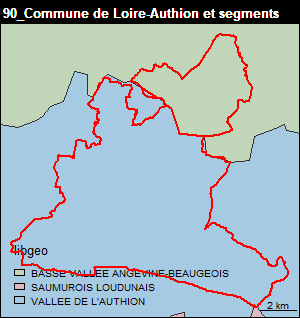 90_Commune de Loire-Authion et segments
libgeo
BASSE VALLEE ANGEVINE-BEAUGEOIS
SAUMUROIS LOUDUNAIS
VALLEE DE L'AUTHION
2 km